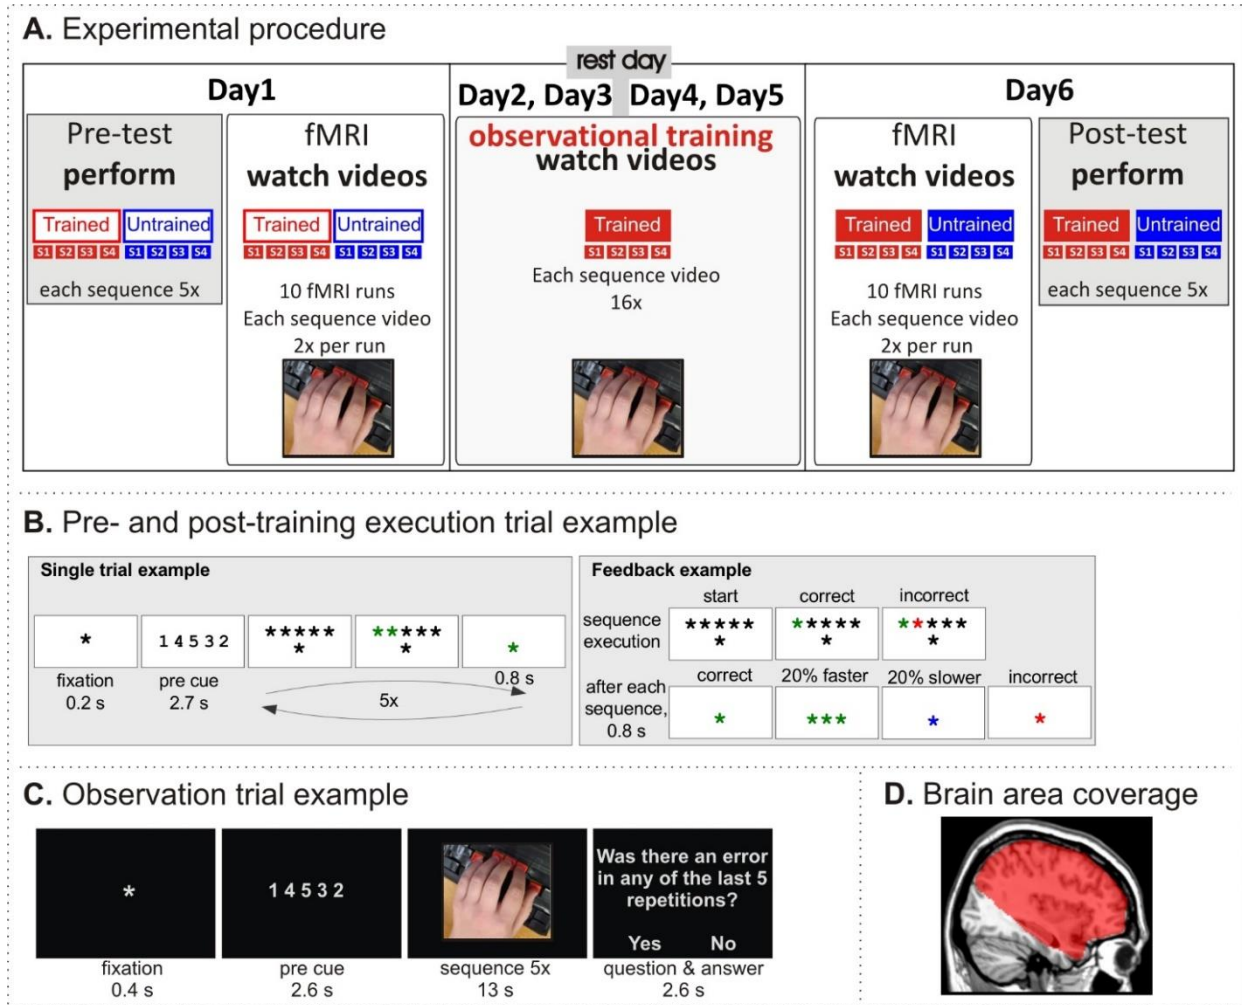 A. Experimental procedure
rest day
Day1
Day2, Day3 Day4, Day5
Day6
Pre-test
perform
Trained Untrained
S1 S2 S3 S4 S1 S2 S3 S4
each sequence 5x
fMRI
watch videos
Trained Untrained
S1 S2 S3 S4 S1 S2 S3 S4
10 fMRI runs
Each sequence video
2x per run
observational training
watch videos
Trained
S1 S2 S3 S4
Each sequence video
16x
fMRI
watch videos
Trained Untrained
S1 S2 S3 S4 S1 S2 S3 S4
10 fMRI runs
Each sequence video
2x per run
Post-test
perform
Trained Untrained
S1 S2 S3 S4 S1 S2 S3 S4
each sequence 5x
B. Pre- and post-training execution trial example
Single trial example
*
1 4 5 3 2
*****
*
*****
*
*
fixation
0.2 s
pre cue
2.7 s
5x
0.8 s
Feedback example
start correct incorrect
sequence
execution
***** ***** *****
* * *
correct 20% faster 20% slower incorrect
after each
sequence,
0.8 s
* *** * *
C. Observation trial example
*
1 4 5 3 2
Was there an error
in any of the last 5
repetitions?
Yes No
fixation
0.4 s
pre cue
2.6 s
sequence 5x
13 s
question & answer
2.6 s
D. Brain area coverage